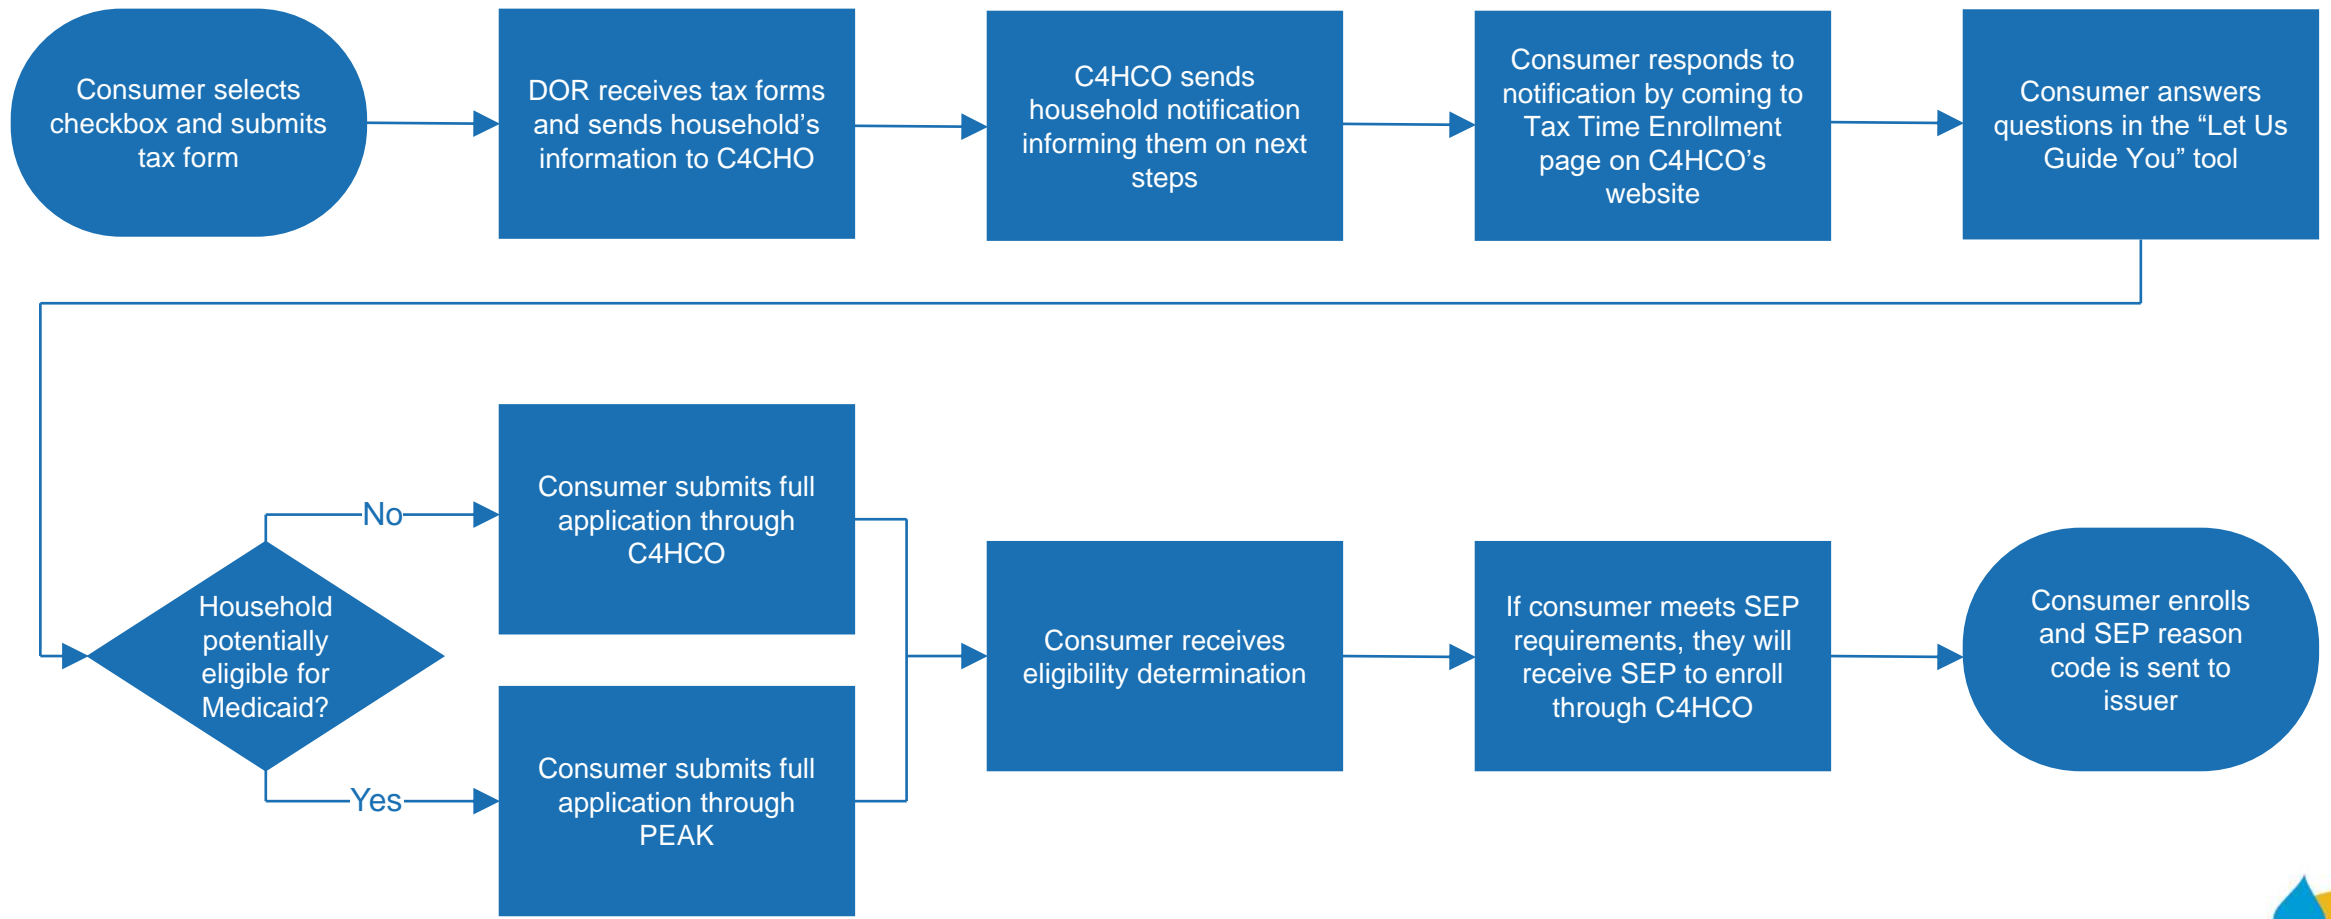 Consumer selects
checkbox and submits
tax form
DOR receives tax forms
and sends household’s
information to C4CHO
C4HCO sends
household notification
informing them on next
steps
Consumer responds to
notification by coming to
Tax Time Enrollment
page on C4HCO’s
website
Consumer answers
questions in the “Let Us
Guide You” tool
Household
potentially
eligible for
Medicaid?
No
Consumer submits full
application through
C4HCO
Yes
Consumer submits full
application through
PEAK
Consumer receives
eligibility determination
If consumer meets SEP
requirements, they will
receive SEP to enroll
through C4HCO
Consumer enrolls
and SEP reason
code is sent to
issuer